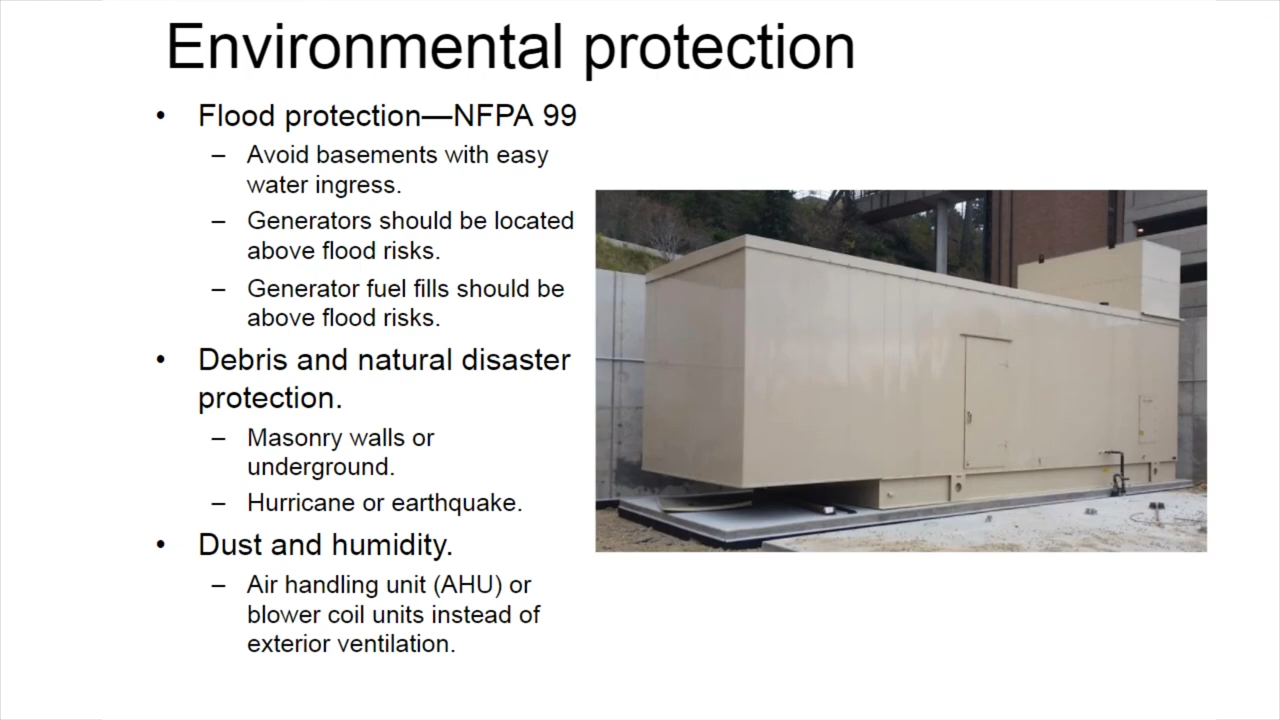 Environmental protection
• Flood protection—NFPA 99
– Avoid basements with easy
water ingress.
– Generators should be located
above flood risks.
– Generator fuel fills should be
above flood risks.
• Debris and natural disaster
protection.
– Masonry walls or
underground.
– Hurricane or earthquake.
• Dust and humidity.
– Air handling unit (AHU) or
blower coil units instead of
exterior ventilation.